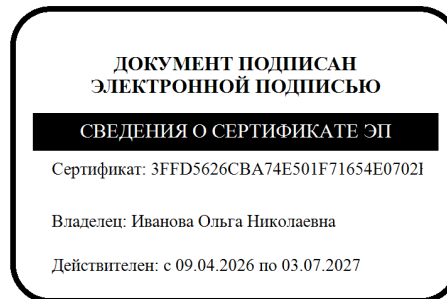 ДОКУМЕНТ ПОДПИСАН
ЭЛЕКТРОННОЙ ПОДПИСЬЮ
СВЕДЕНИЯ О СЕРТИФИКАТЕ ЭП
Сертификат: 3FFD5626CBA74E501F71654E0702
Владелец: Иванова Ольга Николаевна
Действителен: с 09.04.2026 по 03.07.2027